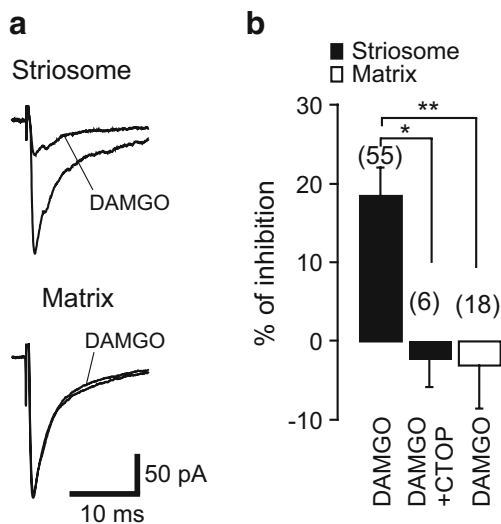 a
Striosome
DAMGO
Matrix
DAMGO
50 pA
10 ms
b
Striosome
Matrix
% of inhibition
30
20
10
0
-10
**
*
(55)
(6)
(18)
DAMGO
DAMGO
+CTOP
DAMGO